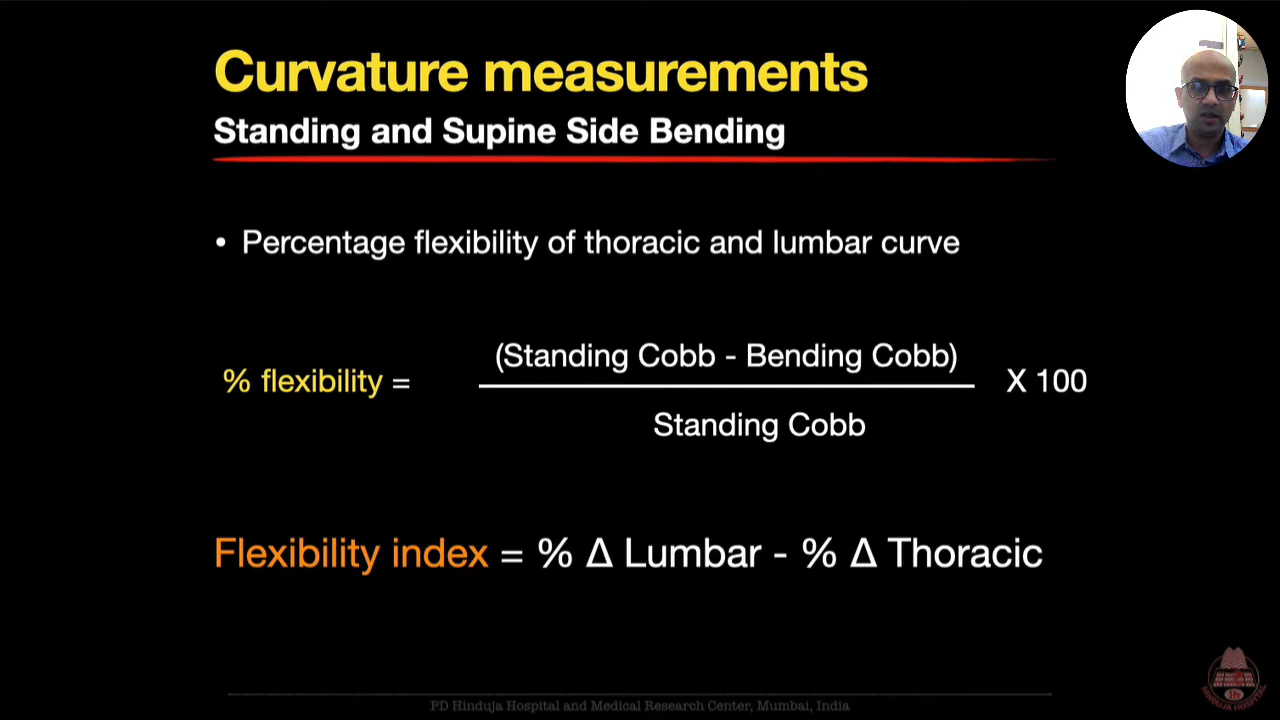 Curvature measurements
Standing and Supine Side Bending
• Percentage flexibility of thoracic and lumbar curve
(Standing Cobb - Bending Cobb)
% flexibility = X 100
Standing Cobb
Flexibility index = % Δ Lumbar - % Δ Thoracic
PD Hinduja Hospital and Medical Research Center, Mumbai, India